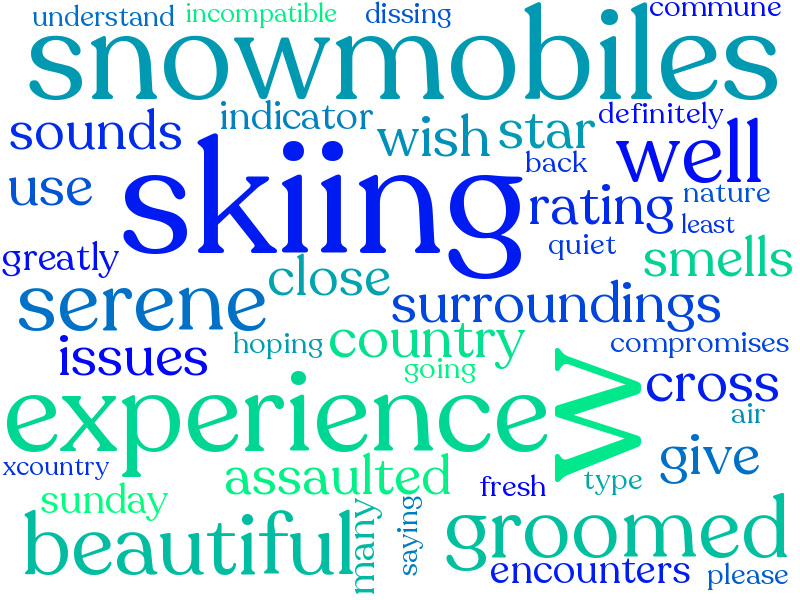 understand incompatible dissing commune
snowmobiles
sounds indicator wish star definitely
use skiing back well
rating nature
greatly quiet least
close smells
serene surroundings
issues hoping country compromises
going
experience W cross
air
xcountry assaulted give
sunday fresh type
beautiful many saying groomed
encounters please